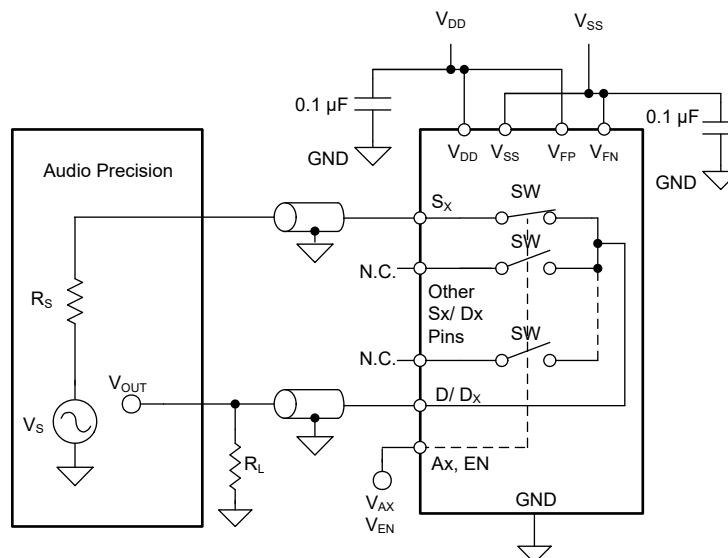 V_DD
V_SS
0.1 µF
0.1 µF
GND
GND
V_DD
V_SS
V_FP
V_FN
Audio Precision
S_X
SW
SW
N.C.
Other
Sx/ Dx
Pins
SW
N.C.
R_S
V_OUT
V_S
D/ D_X
R_L
Ax, EN
V_AX
V_EN
GND